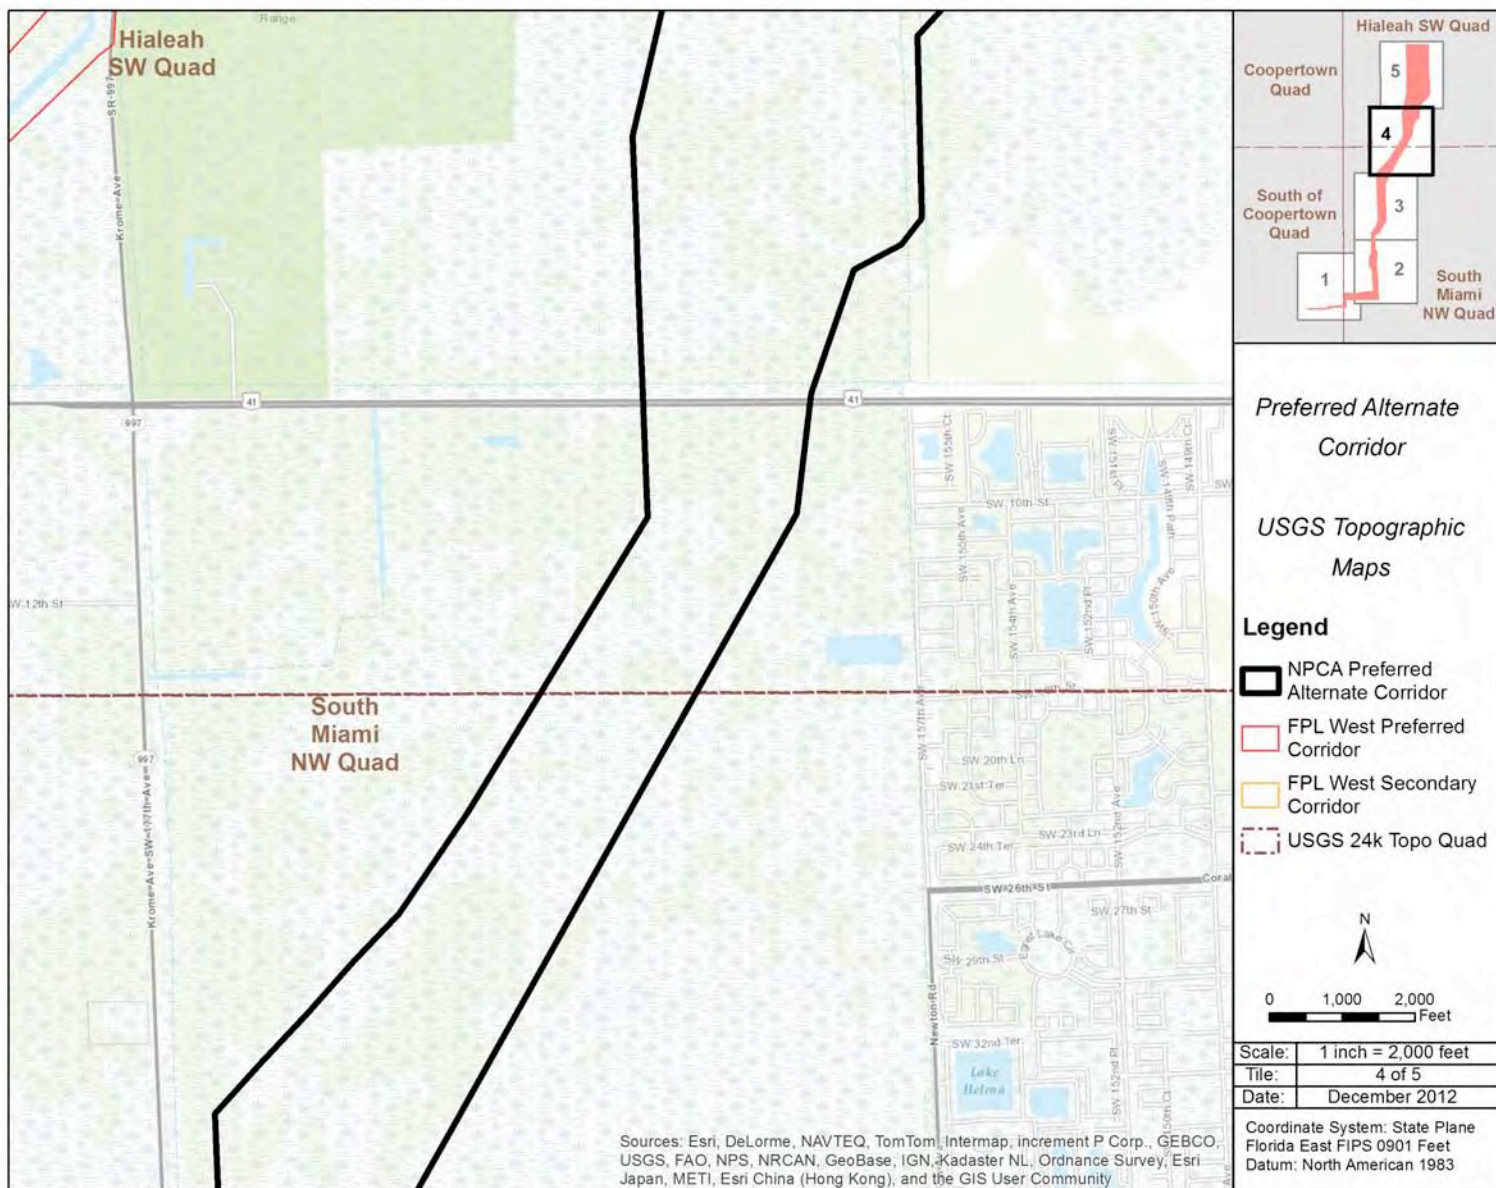 Range
Hialeah
SW Quad
SR-997
Krome-Ave
41
41
997
W-12th St
South
Miami
NW Quad
997
Krome-Ave-SW-177th-Ave
SW 155th Ct
SW 151st Ct
SW 149th Ct
SW 149th Path
SW
SW 10th St
SW 155th Ave
SW 154th Ave
SW 152nd Pl
SW 150th Ave
SW 157th Ave
SW 20th Ln
SW 21st Ter
SW 152nd Ave
SW 23rd Ln
SW 24th Ter
SW-26th-St
Coral
SW 27th St
Egret Lake Cir
SW 29th St
Newton-Rd
SW 32nd Ter
Lake
Helena
SW 152nd Pl
SW 150th Ct
Ave
Sources: Esri, DeLorme, NAVTEQ, TomTom, Intermap, increment P Corp., GEBCO,
USGS, FAO, NPS, NRCAN, GeoBase, IGN, Kadaster NL, Ordnance Survey, Esri
Japan, METI, Esri China (Hong Kong), and the GIS User Community
Hialeah SW Quad
Coopertown
Quad
5
4
South of
Coopertown
Quad
3
1
2
South
Miami
NW Quad
Preferred Alternate
Corridor
USGS Topographic
Maps
Legend
NPCA Preferred
Alternate Corridor
FPL West Preferred
Corridor
FPL West Secondary
Corridor
USGS 24k Topo Quad
N
0 1,000 2,000
Feet
Scale: 1 inch = 2,000 feet
Tile: 4 of 5
Date: December 2012
Coordinate System: State Plane
Florida East FIPS 0901 Feet
Datum: North American 1983